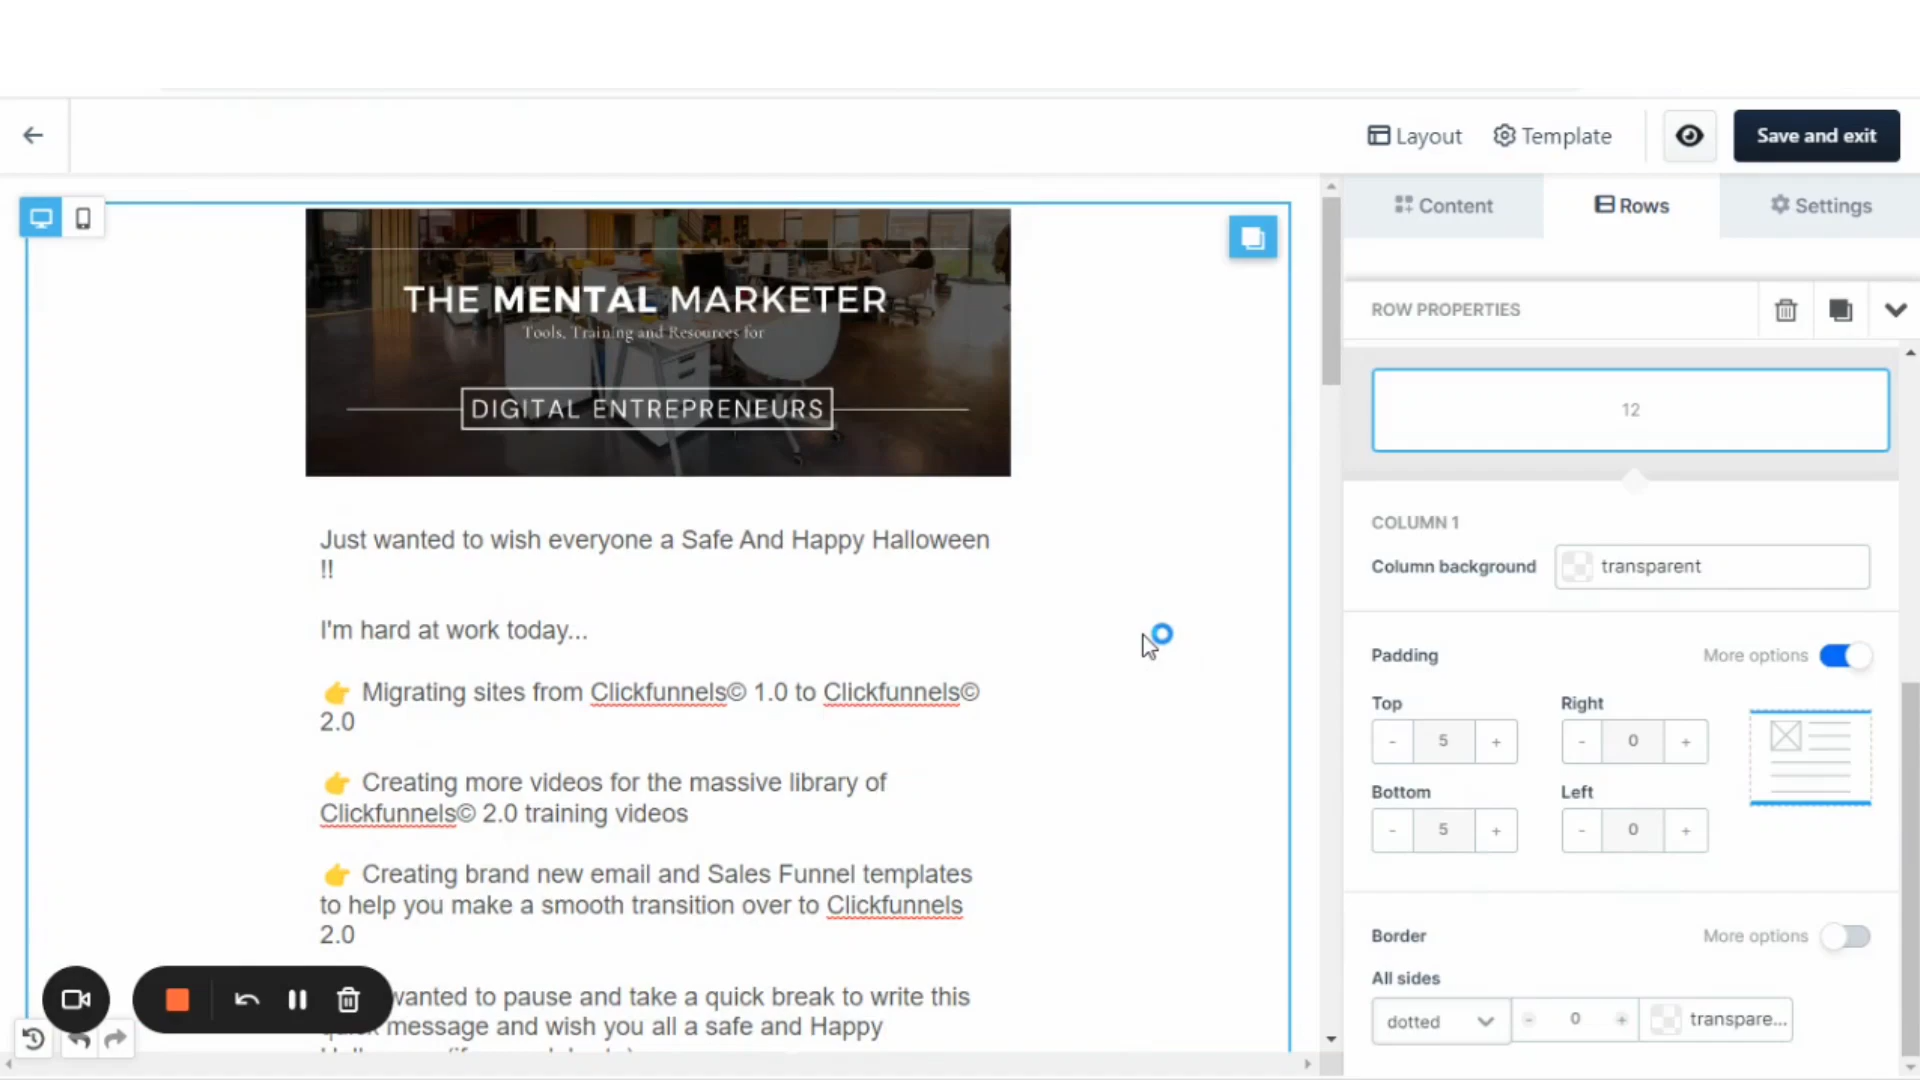 Layout
Template
Save and exit
Content
Rows
Settings
THE MENTAL MARKETER
Tools, Training and Resources for
DIGITAL ENTREPRENEURS
ROW PROPERTIES
12
Just wanted to wish everyone a Safe And Happy Halloween
!!
I'm hard at work today...
👉 Migrating sites from Clickfunnels© 1.0 to Clickfunnels©
2.0
👉 Creating more videos for the massive library of
Clickfunnels© 2.0 training videos
👉 Creating brand new email and Sales Funnel templates
to help you make a smooth transition over to Clickfunnels
2.0
wanted to pause and take a quick break to write this
quick message and wish you all a safe and Happy
COLUMN 1
Column background
transparent
Padding
More options
Top
Right
- 5 +
- 0 +
Bottom
Left
- 5 +
- 0 +
Border
More options
All sides
dotted
- 0 +
transpare...